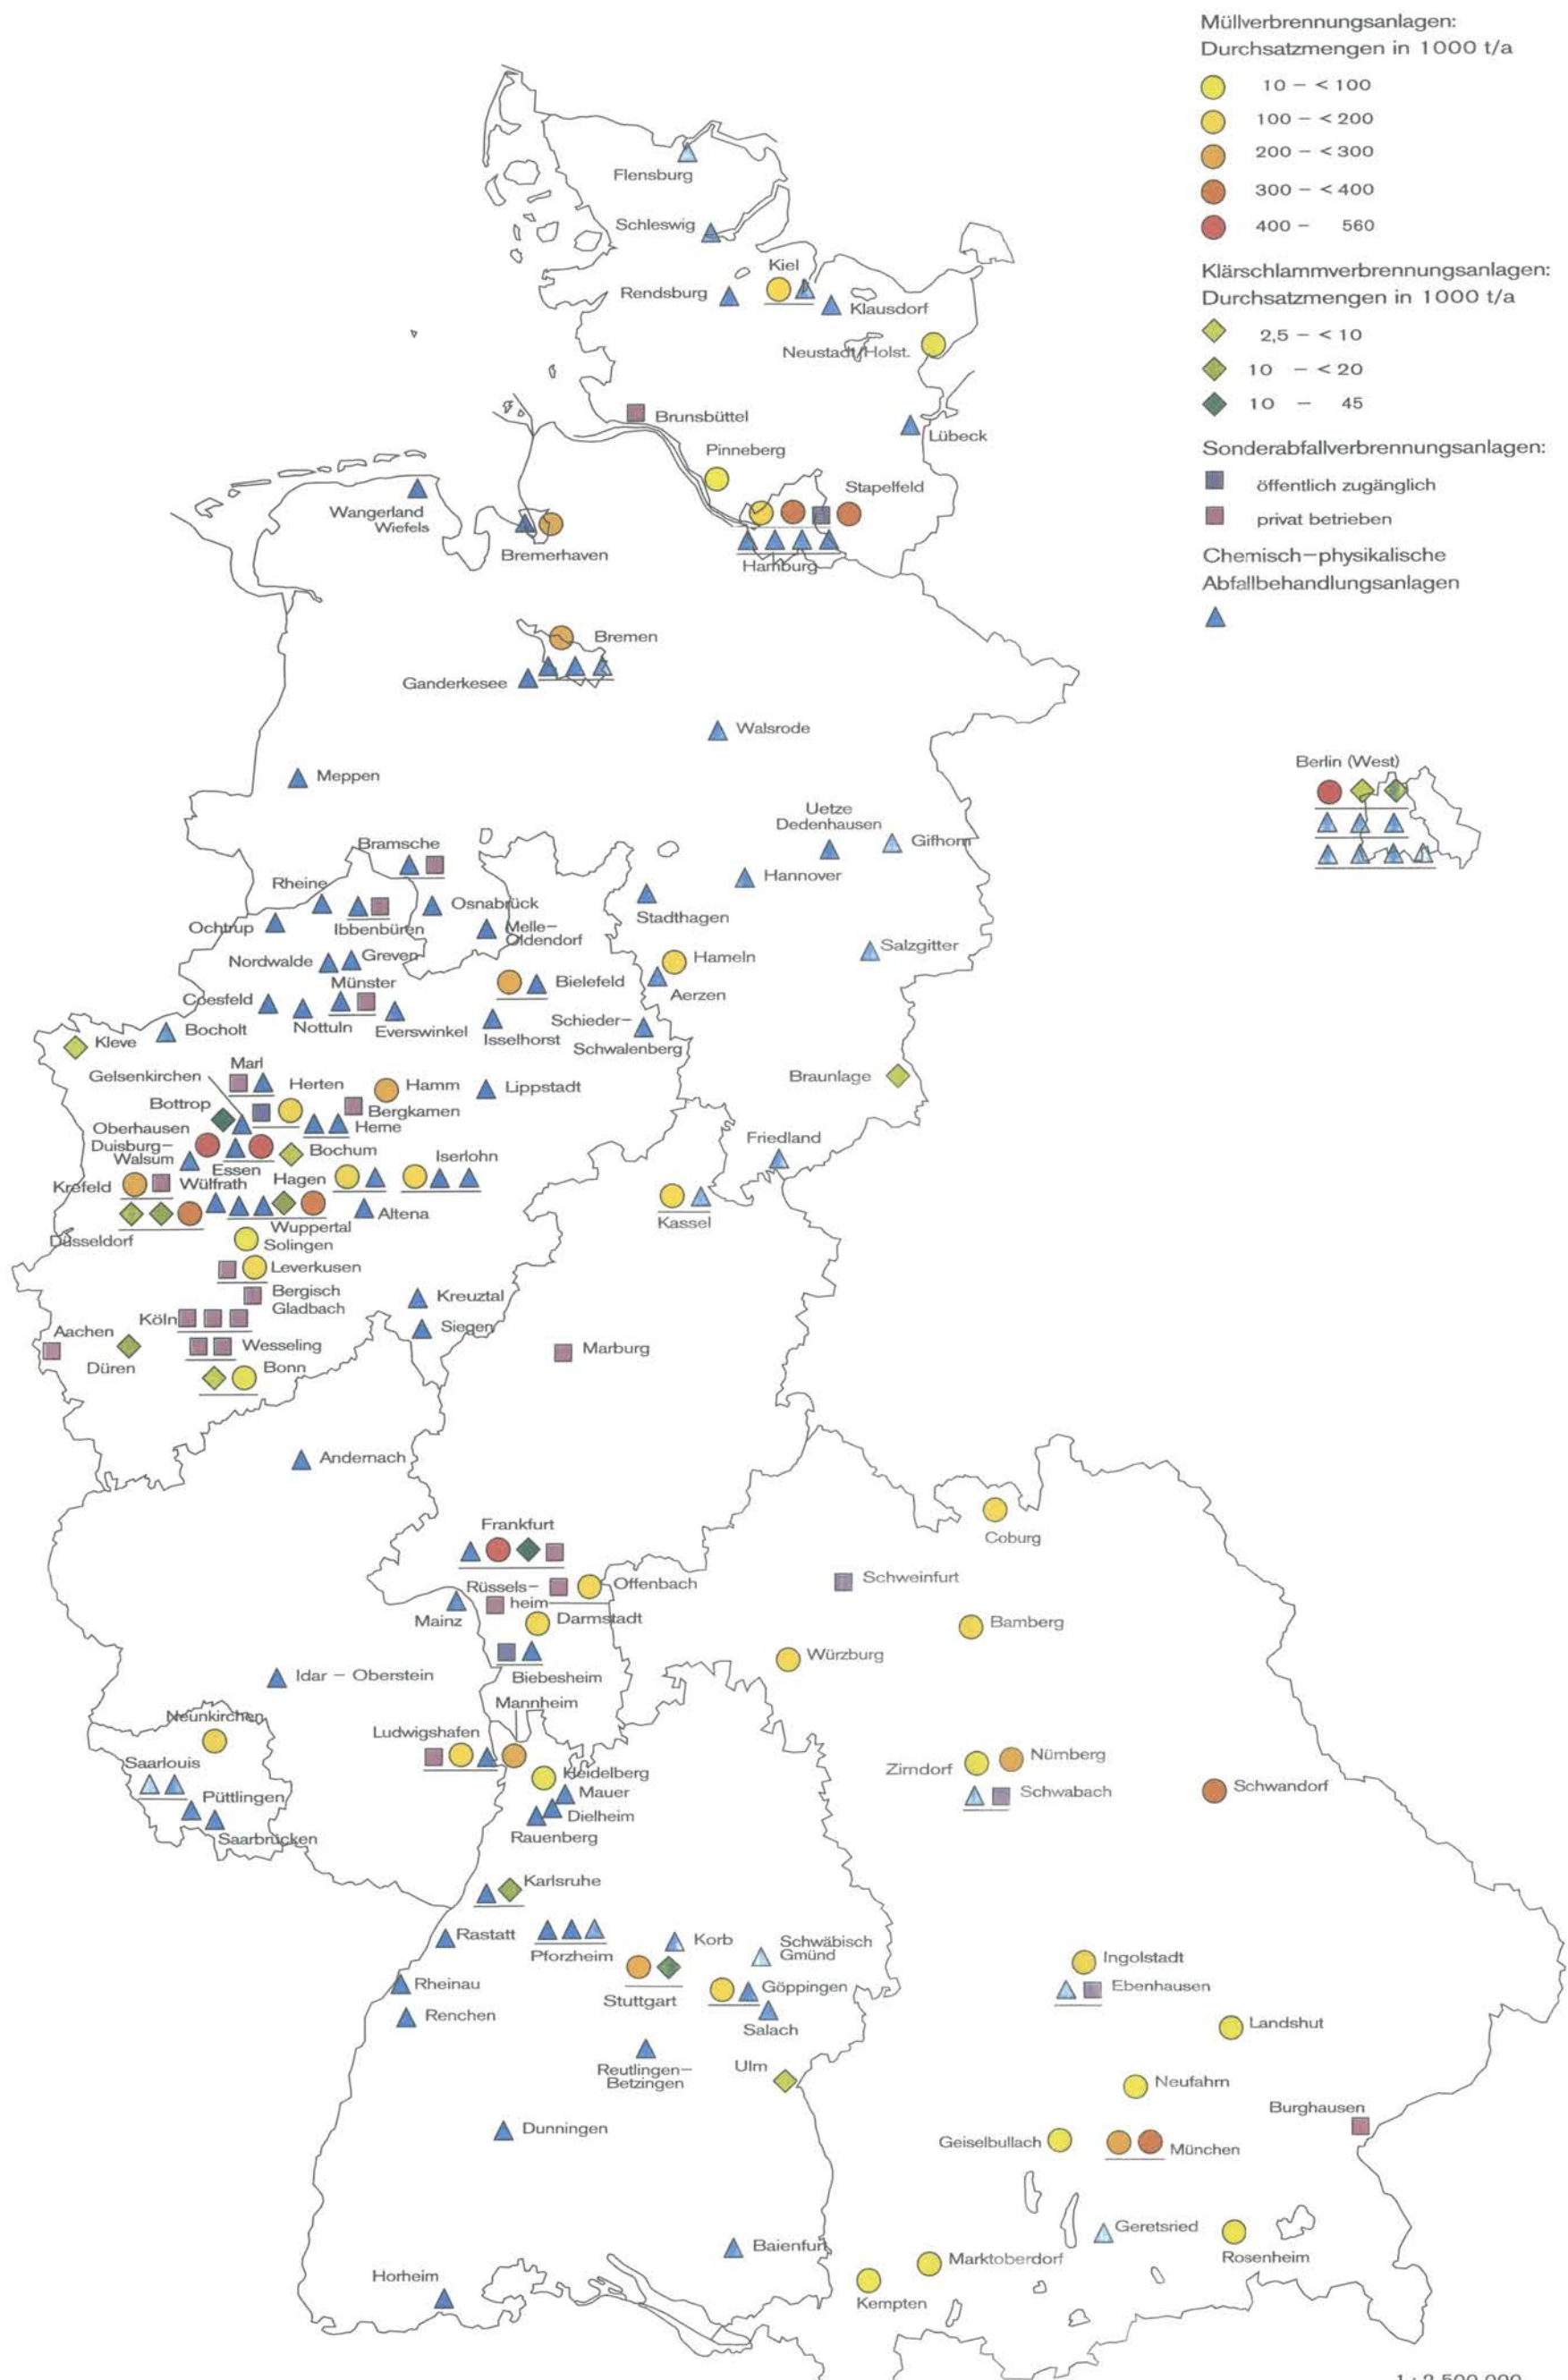 Müllverbrennungsanlagen:
Durchsatzmengen in 1000 t/a
10 – < 100
100 – < 200
200 – < 300
300 – < 400
400 – 560
Klärschlammverbrennungsanlagen:
Durchsatzmengen in 1000 t/a
2,5 – < 10
10 – < 20
10 – 45
Sonderabfallverbrennungsanlagen:
öffentlich zugänglich
privat betrieben
Chemisch–physikalische
Abfallbehandlungsanlagen
Flensburg
Schleswig
Kiel
Rendsburg
Klausdorf
Neustadt/Holst.
Brunsbüttel
Lübeck
Pinneberg
Stapelfeld
Wangerland
Wiefels
Bremerhaven
Hamburg
Bremen
Ganderkesee
Walsrode
Berlin (West)
Meppen
Uetze
Dedenhausen
Gifhorn
Bramsche
Hannover
Rheine
Osnabrück
Stadthagen
Ochtrup
Ibbenbüren
Melle–
Oldendorf
Salzgitter
Nordwalde
Greven
Hameln
Münster
Bielefeld
Aerzen
Coesfeld
Nottuln
Everswinkel
Isselhorst
Schieder–
Schwalenberg
Bocholt
Kleve
Marl
Gelsenkirchen
Herten
Hamm
Lippstadt
Braunlage
Bottrop
Bergkamen
Oberhausen
Herne
Duisburg–
Walsum
Essen
Bochum
Iserlohn
Friedland
Krefeld
Wülfrath
Hagen
Altena
Kassel
Düsseldorf
Wuppertal
Solingen
Leverkusen
Bergisch
Gladbach
Kreuztal
Köln
Siegen
Aachen
Düren
Wesseling
Marburg
Bonn
Andernach
Frankfurt
Coburg
Rüssels–
heim
Offenbach
Schweinfurt
Mainz
Darmstadt
Bamberg
Würzburg
Idar – Oberstein
Biebesheim
Mannheim
Neunkirchen
Ludwigshafen
Saarlouis
Heidelberg
Zirndorf
Nürnberg
Püttlingen
Mauer
Schwabach
Schwandorf
Dielheim
Saarbrücken
Rauenberg
Karlsruhe
Rastatt
Pforzheim
Korb
Schwäbisch
Gmünd
Ingolstadt
Rheinau
Stuttgart
Göppingen
Ebenhausen
Renchen
Salach
Landshut
Reutlingen–
Betzingen
Ulm
Neufahrn
Burghausen
Dunningen
Geiselbullach
München
Geretsried
Baienfurt
Rosenheim
Horheim
Marktoberdorf
Kempten
1 : 2 500 000